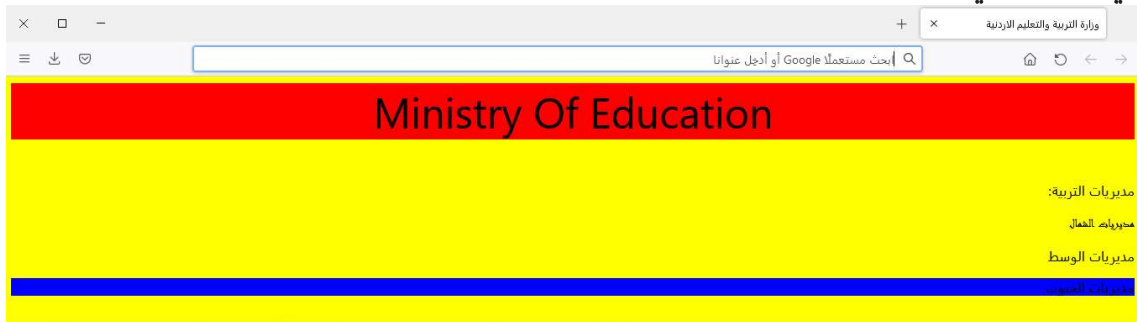 وزارة التربية والتعليم الاردنية
ابحث مستعملًا Google أو أدخِل عنوانا
Ministry Of Education
مديريات التربية:
مديريات الشمال
مديريات الوسط
مديريات الجنوب